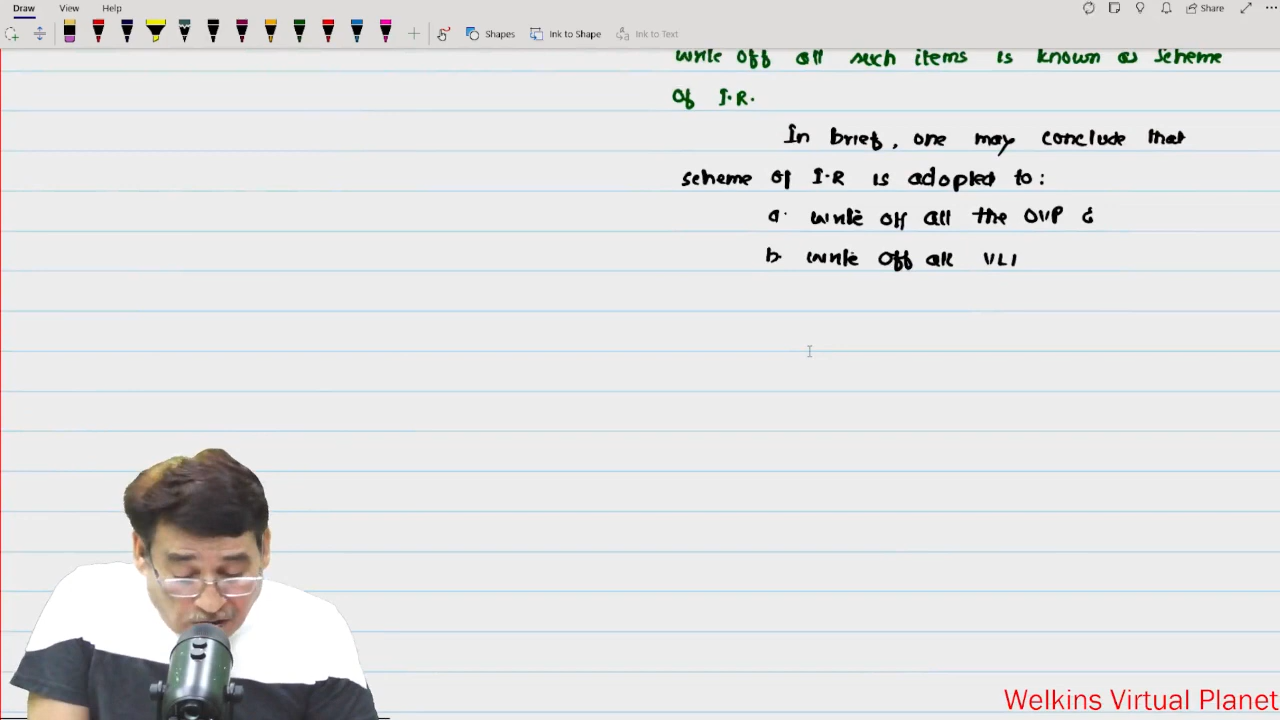 Draw View Help Share
Shapes Ink to Shape Ink to Text
write off all such items is known as scheme
of I.R.
In brief, one may conclude that
scheme of I.R is adopted to:
a. write off all the OVP &
b. write off all VLI
Welkins Virtual Planet